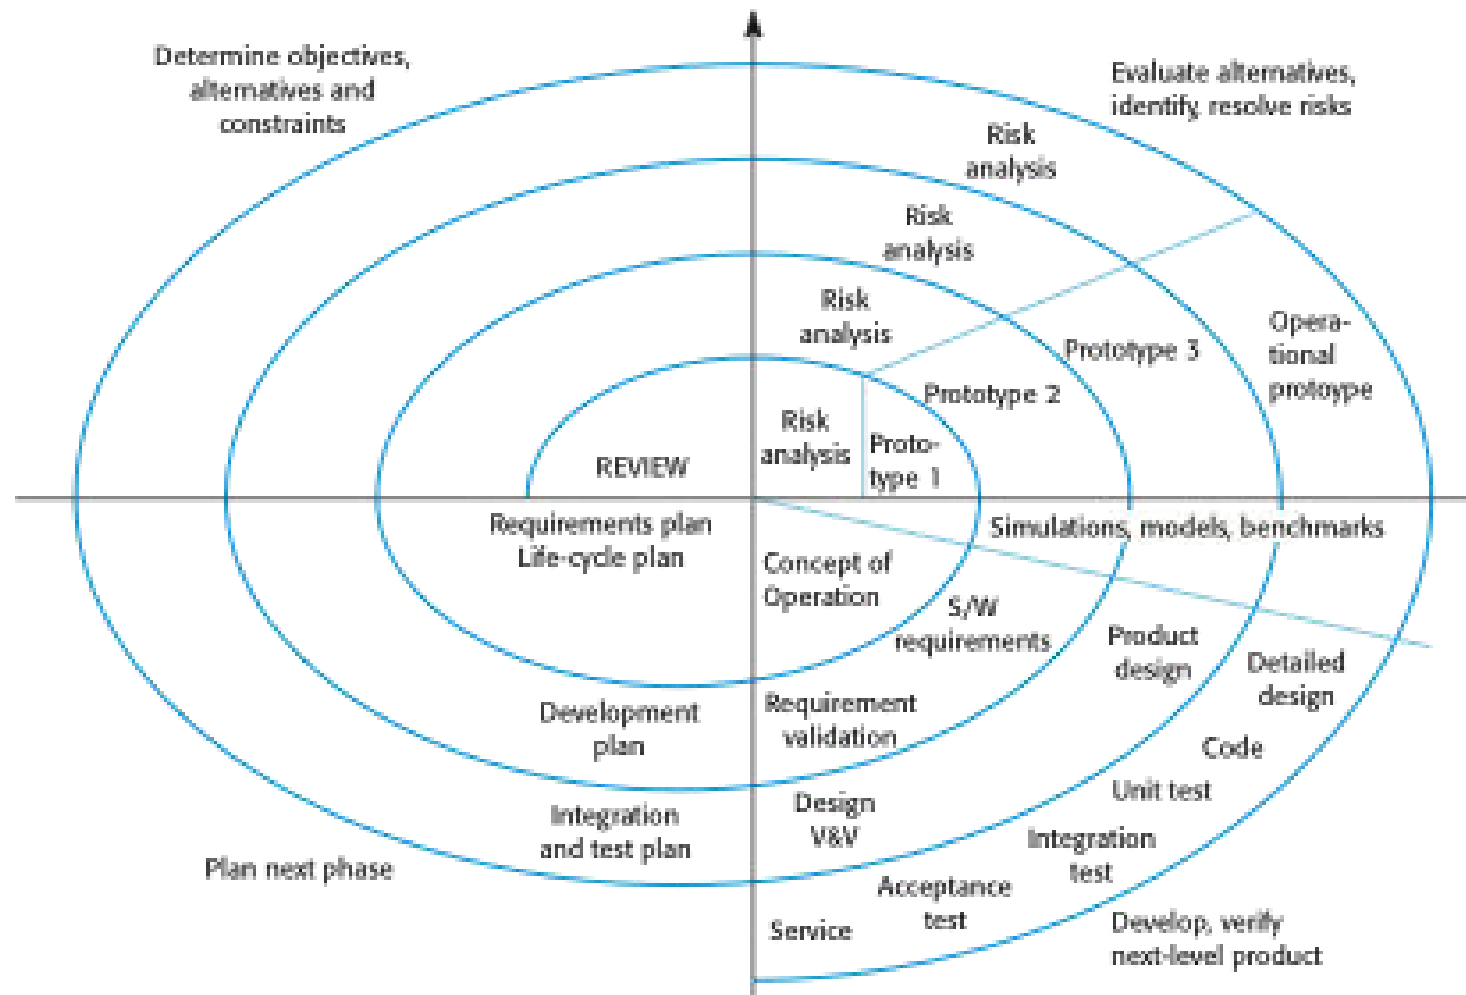 Determine objectives,
alternatives and
constraints
Evaluate alternatives,
identify, resolve risks
Risk
analysis
Risk
analysis
Risk
analysis
Risk
analysis
Proto-
type 1
Prototype 2
Prototype 3
Opera-
tional
protoype
REVIEW
Requirements plan
Life-cycle plan
Simulations, models, benchmarks
Concept of
Operation
S/W
requirements
Product
design
Detailed
design
Development
plan
Requirement
validation
Code
Unit test
Integration
and test plan
Design
V&V
Integration
test
Plan next phase
Acceptance
test
Service
Develop, verify
next-level product